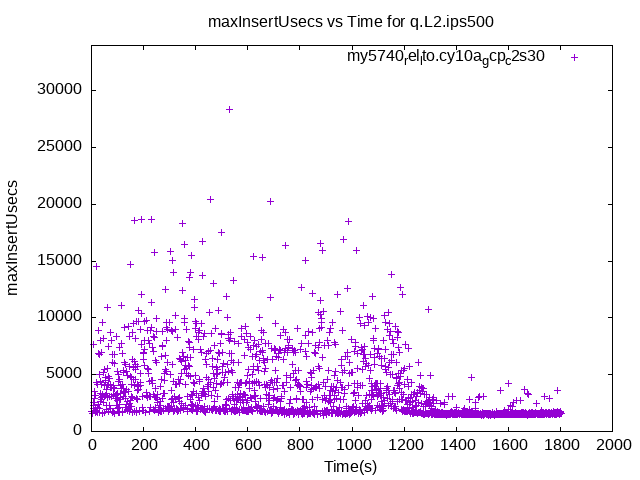 maxInsertUsecs vs Time for q.L2.ips500
my5740relito.cy10agcpc2s30
30000
25000
20000
15000
10000
5000
0
maxInsertUsecs
0 200 400 600 800 1000 1200 1400 1600 1800 2000
Time(s)